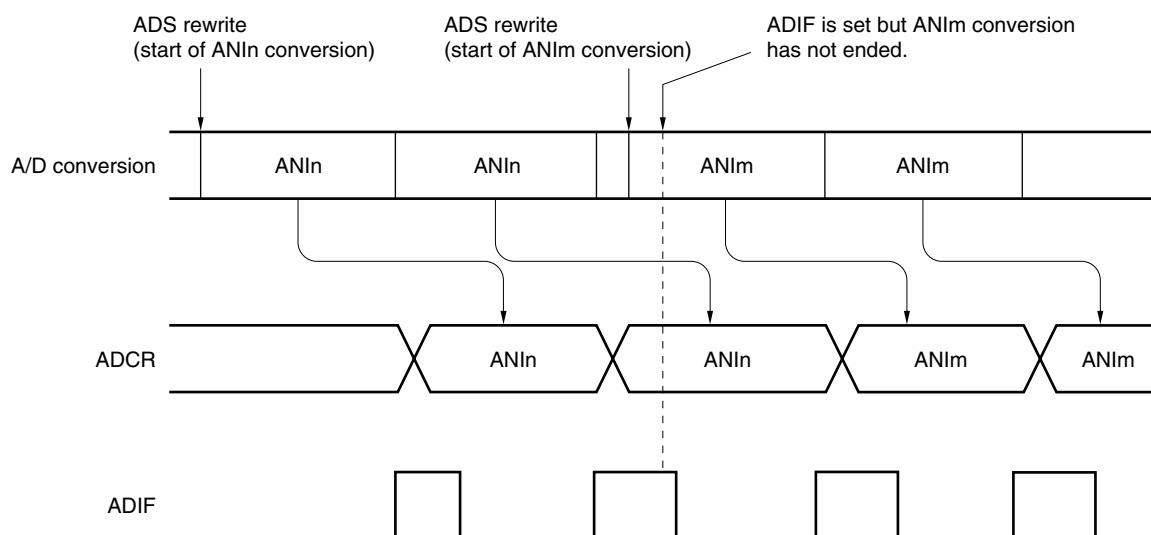 ADS rewrite
(start of ANIn conversion)
ADS rewrite
(start of ANIm conversion)
ADIF is set but ANIm conversion
has not ended.
A/D conversion
ANIn
ANIn
ANIm
ANIm
ADCR
ANIn
ANIn
ANIm
ANIm
ADIF